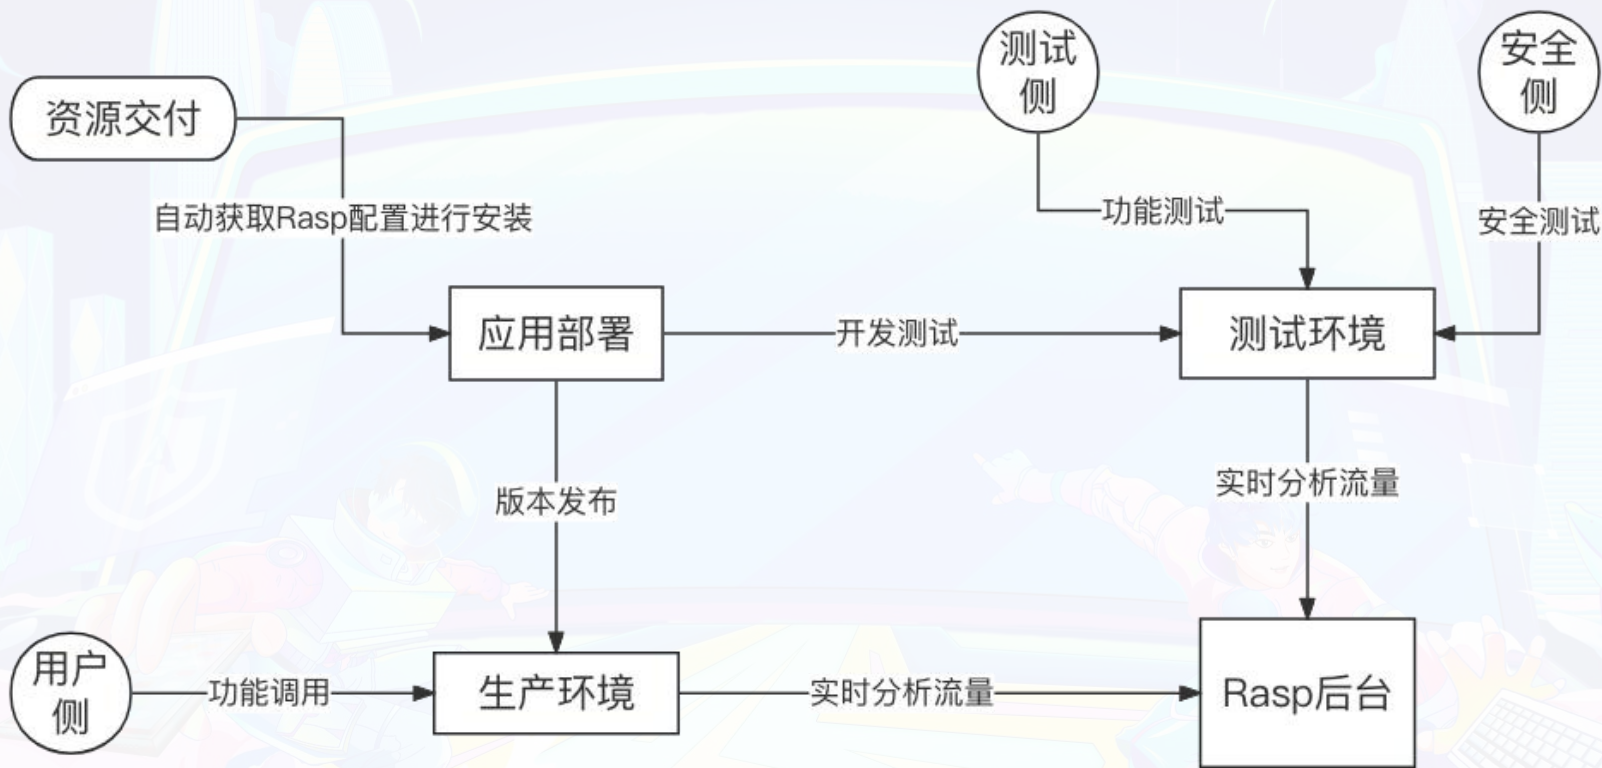 测试
侧
安全
侧
资源交付
自动获取Rasp配置进行安装
功能测试
安全测试
应用部署
开发测试
测试环境
版本发布
实时分析流量
用户
侧
功能调用
生产环境
实时分析流量
Rasp后台